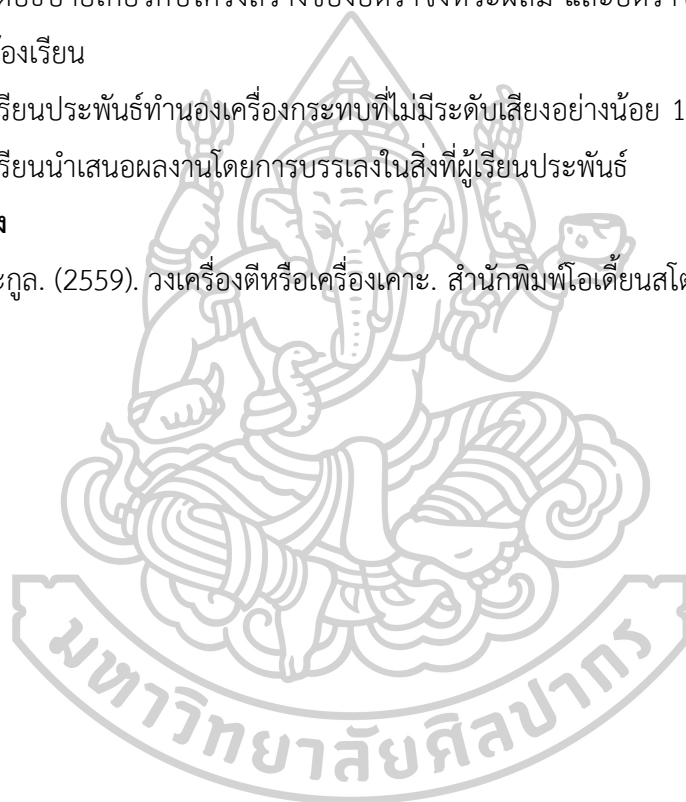 องเรียน
เรียนประพันธ์ทำนองเครื่องกระทบที่ไม่มีระดับเสียงอย่างน้อย 1
เรียนนำเสนอผลงานโดยการบรรเลงในสิ่งที่ผู้เรียนประพันธ์
ง
ะกูล. (2559). วงเครื่องตีหรือเครื่องเคาะ. สำนักพิมพ์โอเดี้ยนสโต
มหาวิทยาลัยศิลปากร